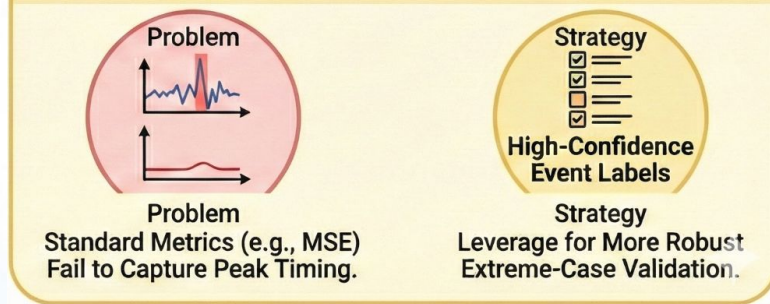 Problem
Problem
Standard Metrics (e.g., MSE)
Fail to Capture Peak Timing.
Strategy
High-Confidence
Event Labels
Strategy
Leverage for More Robust
Extreme-Case Validation.